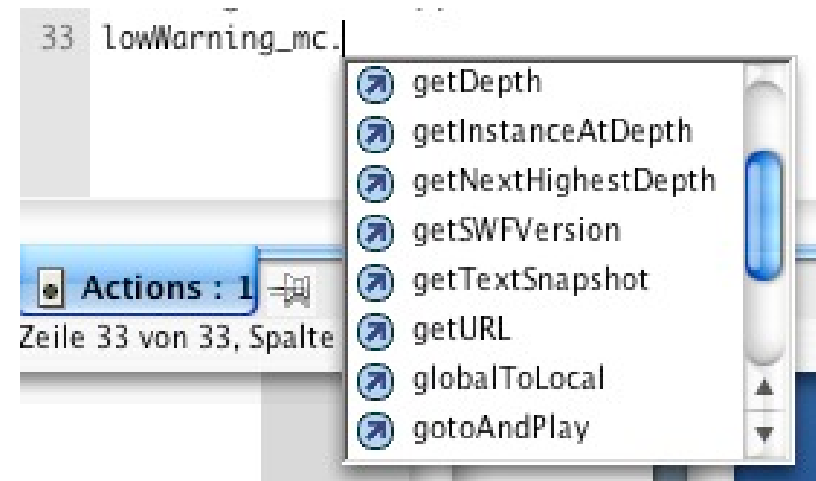 33 lowWarning_mc.
getDepth
getInstanceAtDepth
getNextHighestDepth
getSWFVersion
getTextSnapshot
getURL
globalToLocal
gotoAndPlay
Actions : 1
Zeile 33 von 33, Spalte